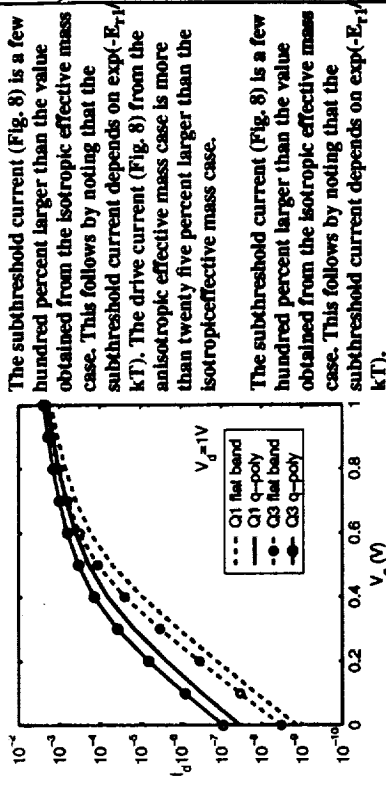 The subthreshold current (Fig. 8) is a few
hundred percent larger than the value
obtained from the isotropic effective mass
case. This follows by noting that the
subthreshold current depends on exp(-E_{r1}/
kT). The drive current (Fig. 8) from the
anisotropic effective mass case is more
than twenty five percent larger than the
isotropiceffective mass case.
The subthreshold current (Fig. 8) is a few
hundred percent larger than the value
obtained from the isotropic effective mass
case. This follows by noting that the
subthreshold current depends on exp(-E_{r1}/
kT).
10^{-2}
10^{-3}
10^{-4}
10^{-5}
10^{-6}
10^{-7}
10^{-8}
10^{-9}
10^{-10}
I_d
V_d=1V
Q1 flat band
Q1 q-poly
Q3 flat band
Q3 q-poly
0
0.2
0.4
0.6
0.8
1
(V)